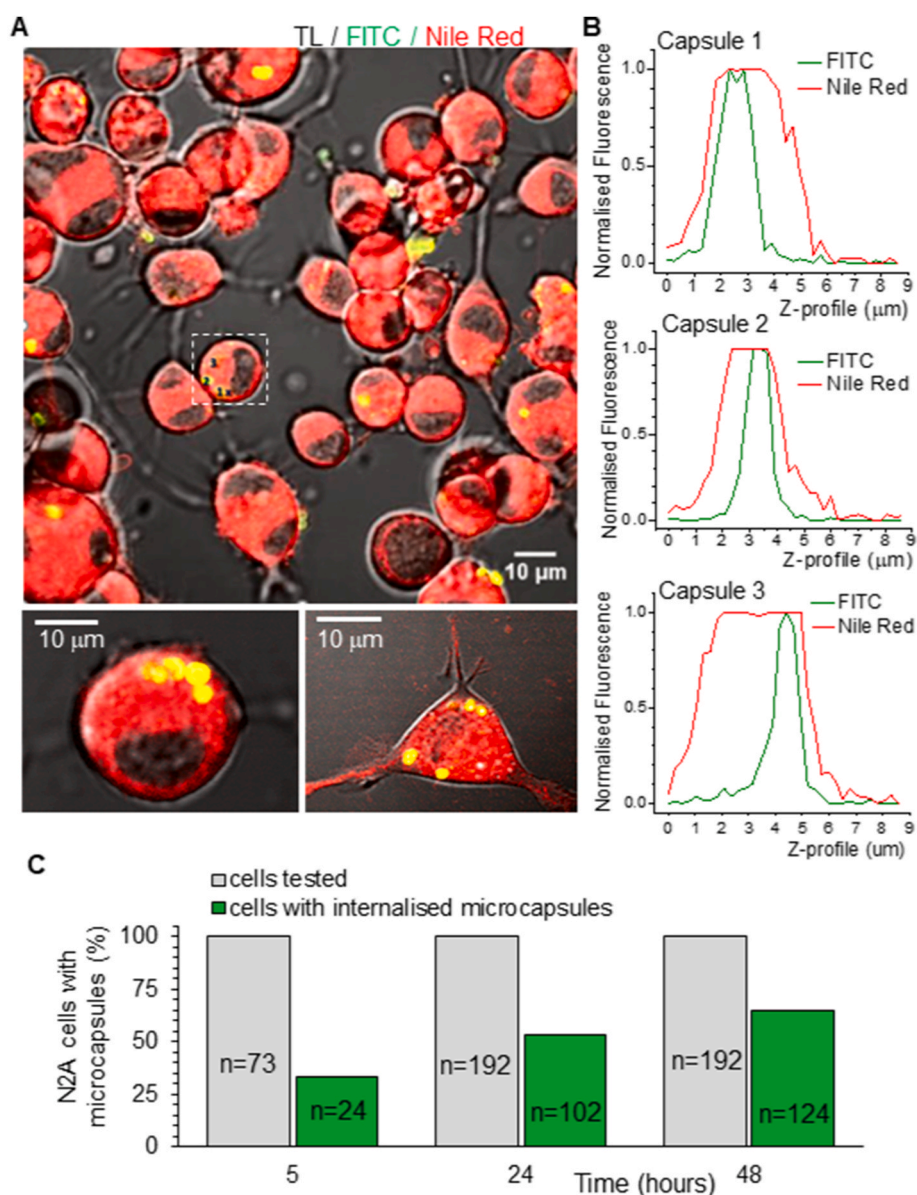 A
TL / FITC / Nile Red
3
2
1
10 µm
10 µm
10 µm
B
Capsule 1
FITC
Nile Red
Normalised Fluorescence
1.0
0.5
0.0
0 1 2 3 4 5 6 7 8 9
Z-profile (µm)
Capsule 2
FITC
Nile Red
Normalised Fluorescence
1.0
0.5
0.0
0 1 2 3 4 5 6 7 8 9
Z-profile (µm)
Capsule 3
FITC
Nile Red
Normalised Fluorescence
1.0
0.5
0.0
0 1 2 3 4 5 6 7 8 9
Z-profile (um)
C
cells tested
cells with internalised microcapsules
N2A cells with
microcapsules (%)
100
75
50
25
0
n=73
n=24
n=192
n=102
n=192
n=124
5 24 48
Time (hours)